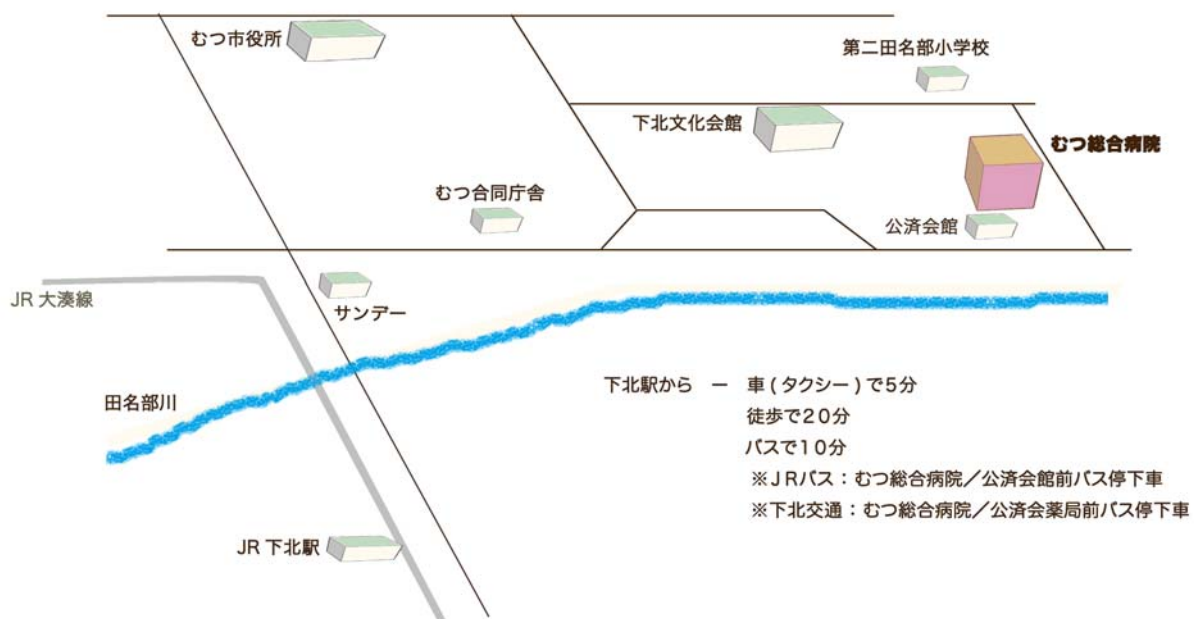 むつ市役所
第二田名部小学校
下北文化会館
むつ総合病院
むつ合同庁舎
公済会館
JR 大湊線
サンデー
田名部川
下北駅から － 車(タクシー)で5分
徒歩で20分
バスで10分
※JRバス：むつ総合病院／公済会館前バス停下車
※下北交通：むつ総合病院／公済会薬局前バス停下車
JR 下北駅